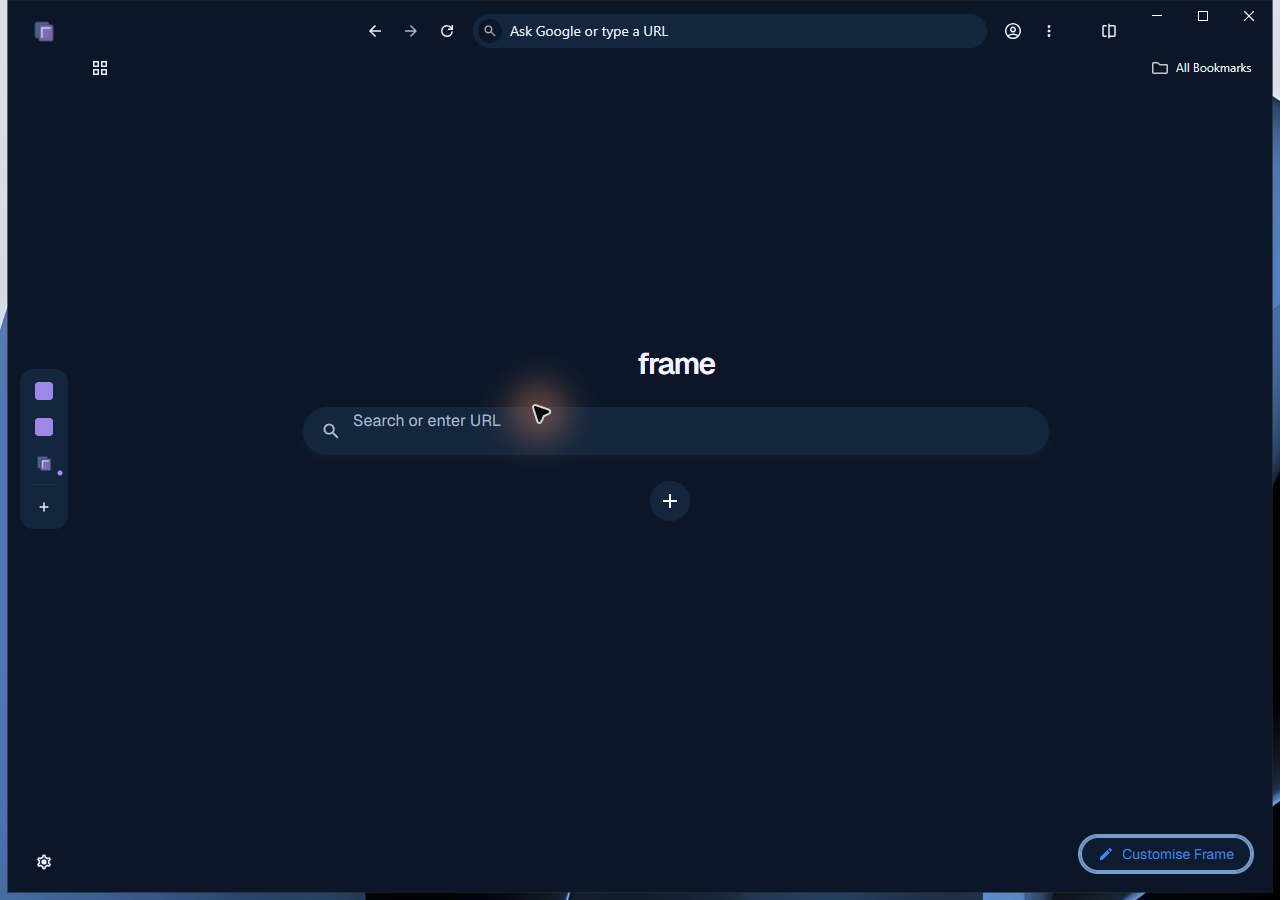 Ask Google or type a URL
All Bookmarks
frame
Search or enter URL
Customise Frame